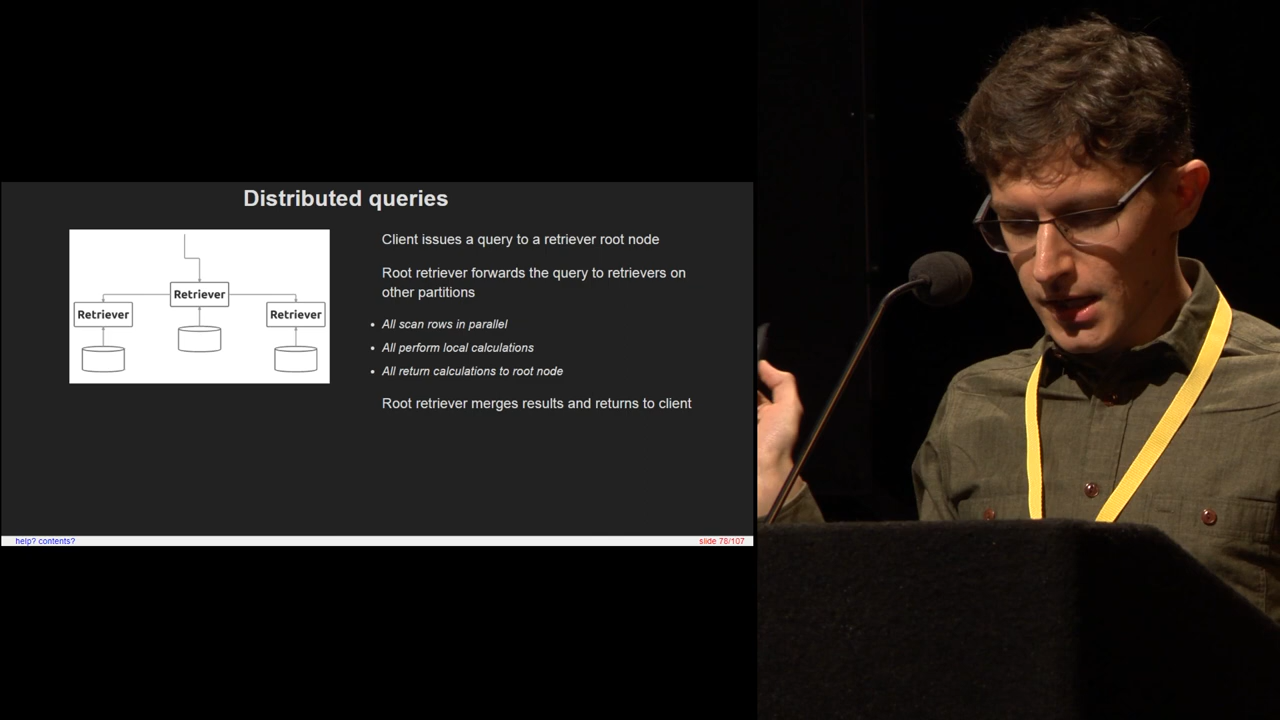 Distributed queries
Retriever
Retriever
Retriever
Client issues a query to a retriever root node
Root retriever forwards the query to retrievers on
other partitions
All scan rows in parallel
All perform local calculations
All return calculations to root node
Root retriever merges results and returns to client
help? contents?
slide 78/107